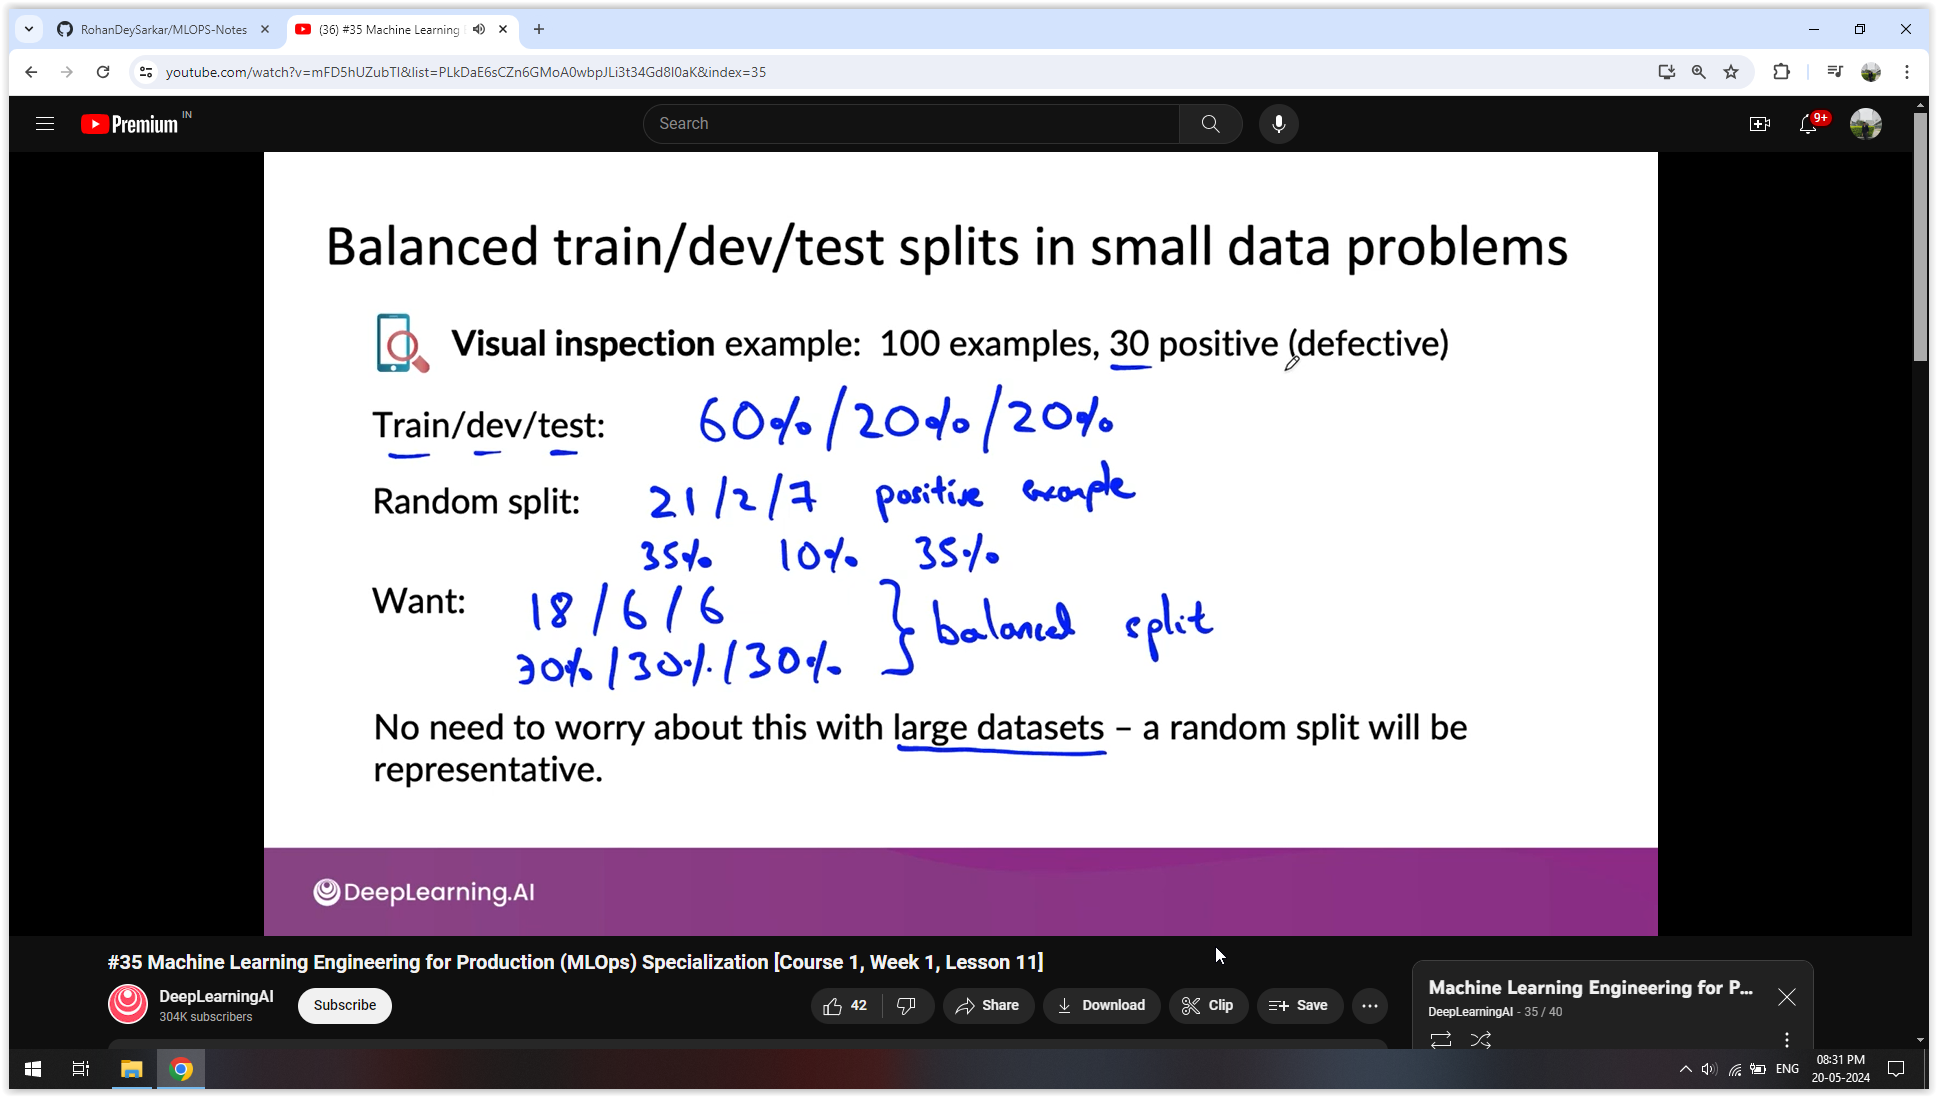 RohanDeySarkar/MLOPS-Notes
(36) #35 Machine Learning
youtube.com/watch?v=mFD5hUZubTI&list=PLkDaE6sCZn6GMoA0wbpJLi3t34Gd8l0aK&index=35
Premium IN
Search
9+
Balanced train/dev/test splits in small data problems
Visual inspection example: 100 examples, 30 positive (defective)
Train/dev/test: 60% / 20% / 20%
Random split: 21 / 2 / 7 positive example
35% 10% 35%
Want: 18 / 6 / 6
30% / 30% / 30% } balanced split
No need to worry about this with large datasets – a random split will be
representative.
DeepLearning.AI
#35 Machine Learning Engineering for Production (MLOps) Specialization [Course 1, Week 1, Lesson 11]
DeepLearningAI
304K subscribers
Subscribe
42
Share
Download
Clip
Save
Machine Learning Engineering for P...
DeepLearningAI - 35 / 40
ENG
08:31 PM
20-05-2024